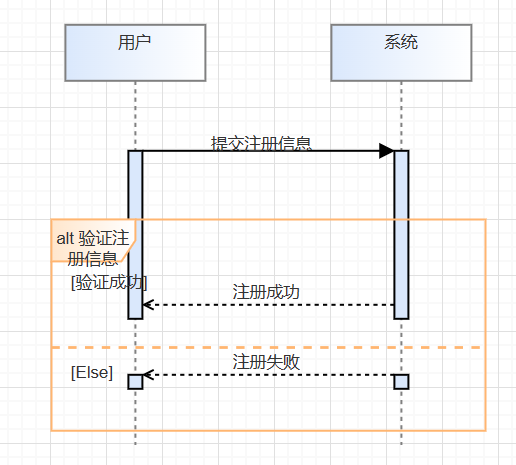 用户
系统
提交注册信息
alt 验证注
册信息
[验证成功]
注册成功
注册失败
[Else]